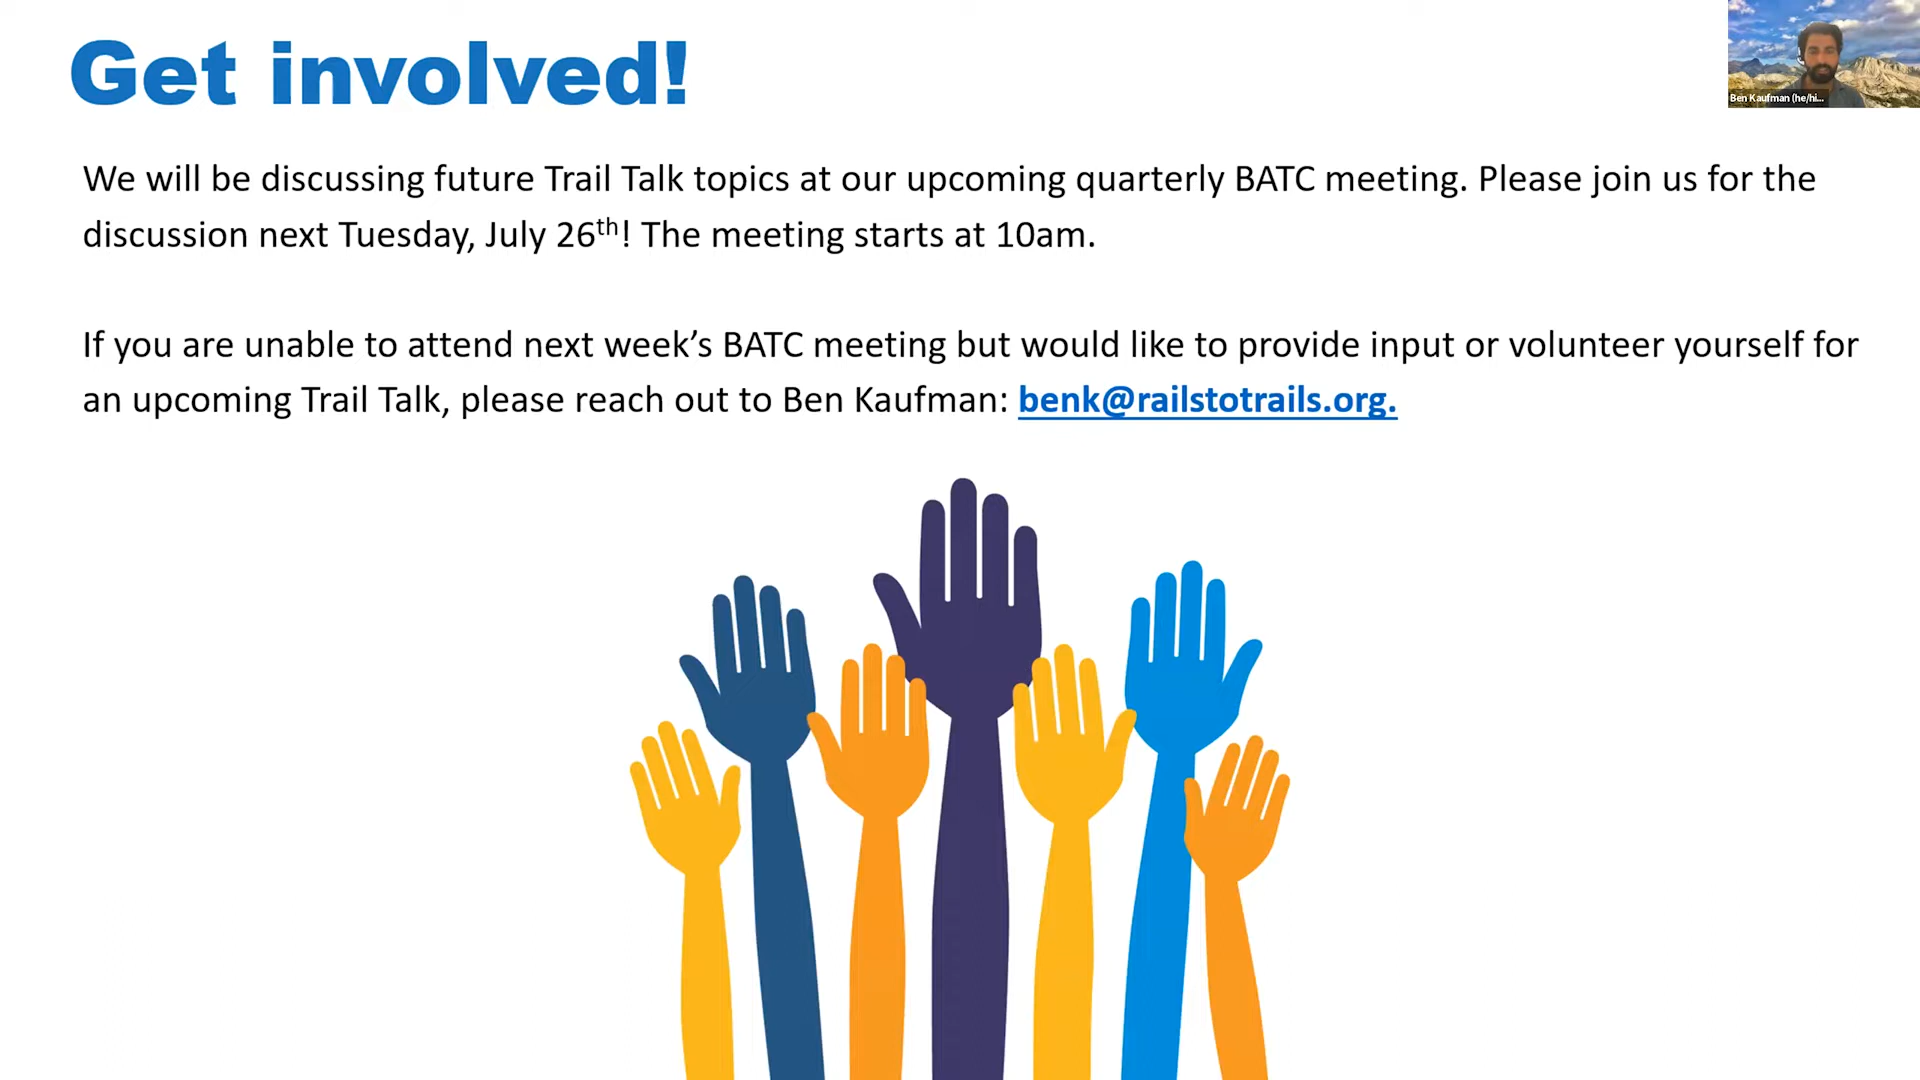 Get involved!
Ben Kaufman (he/hi...
We will be discussing future Trail Talk topics at our upcoming quarterly BATC meeting. Please join us for the
discussion next Tuesday, July 26th! The meeting starts at 10am.
If you are unable to attend next week’s BATC meeting but would like to provide input or volunteer yourself for
an upcoming Trail Talk, please reach out to Ben Kaufman: benk@railstotrails.org.